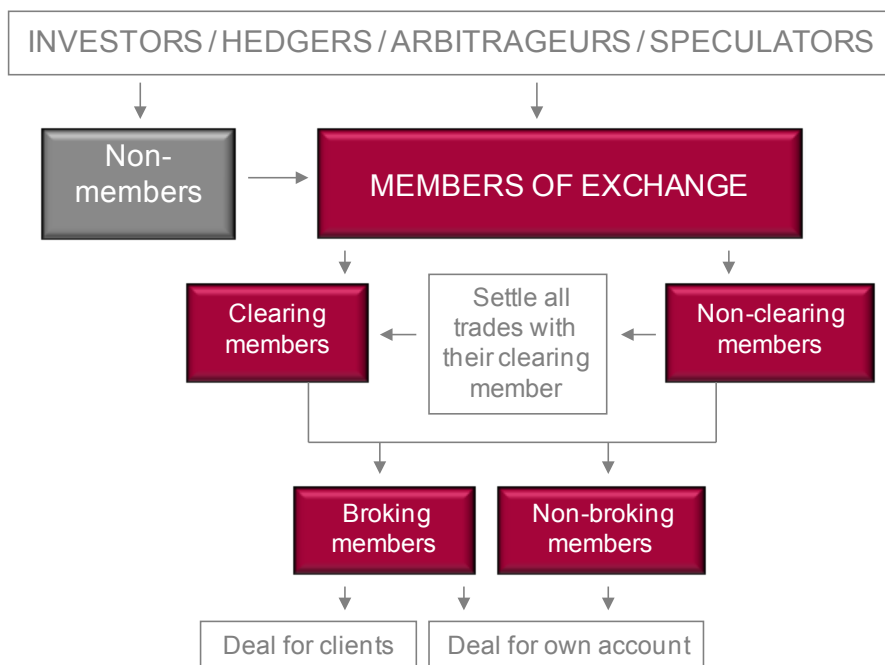 INVESTORS / HEDGERS / ARBITRAGEURS / SPECULATORS
Non-
members
MEMBERS OF EXCHANGE
Clearing
members
Settle all
trades with
their clearing
member
Non-clearing
members
Broking
members
Non-broking
members
Deal for clients
Deal for own account